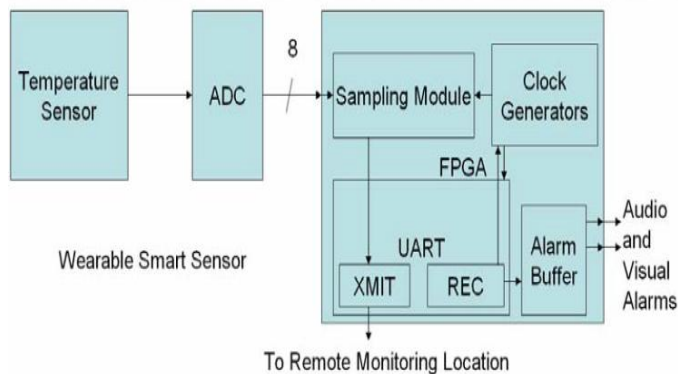 Temperature
Sensor
ADC
8
Sampling Module
Clock
Generators
FPGA
UART
XMIT
REC
Alarm
Buffer
Audio
and
Visual
Alarms
Wearable Smart Sensor
To Remote Monitoring Location